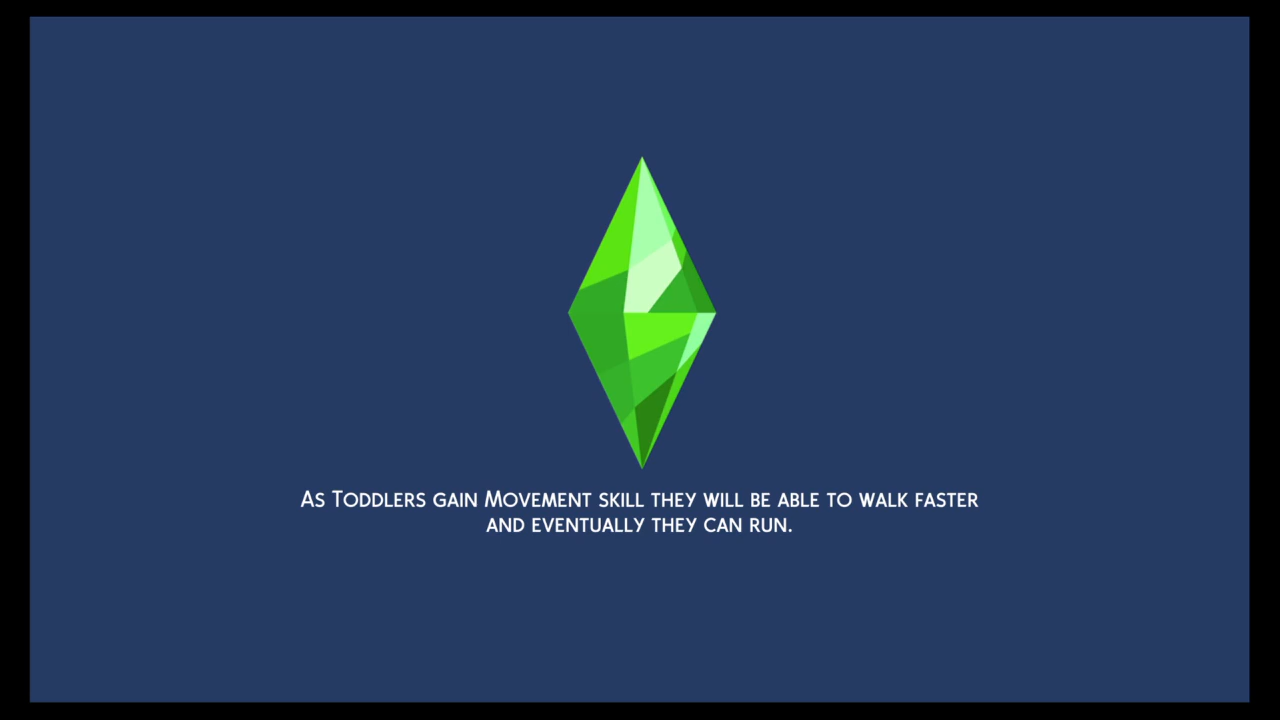 As Toddlers gain Movement skill they will be able to walk faster
and eventually they can run.